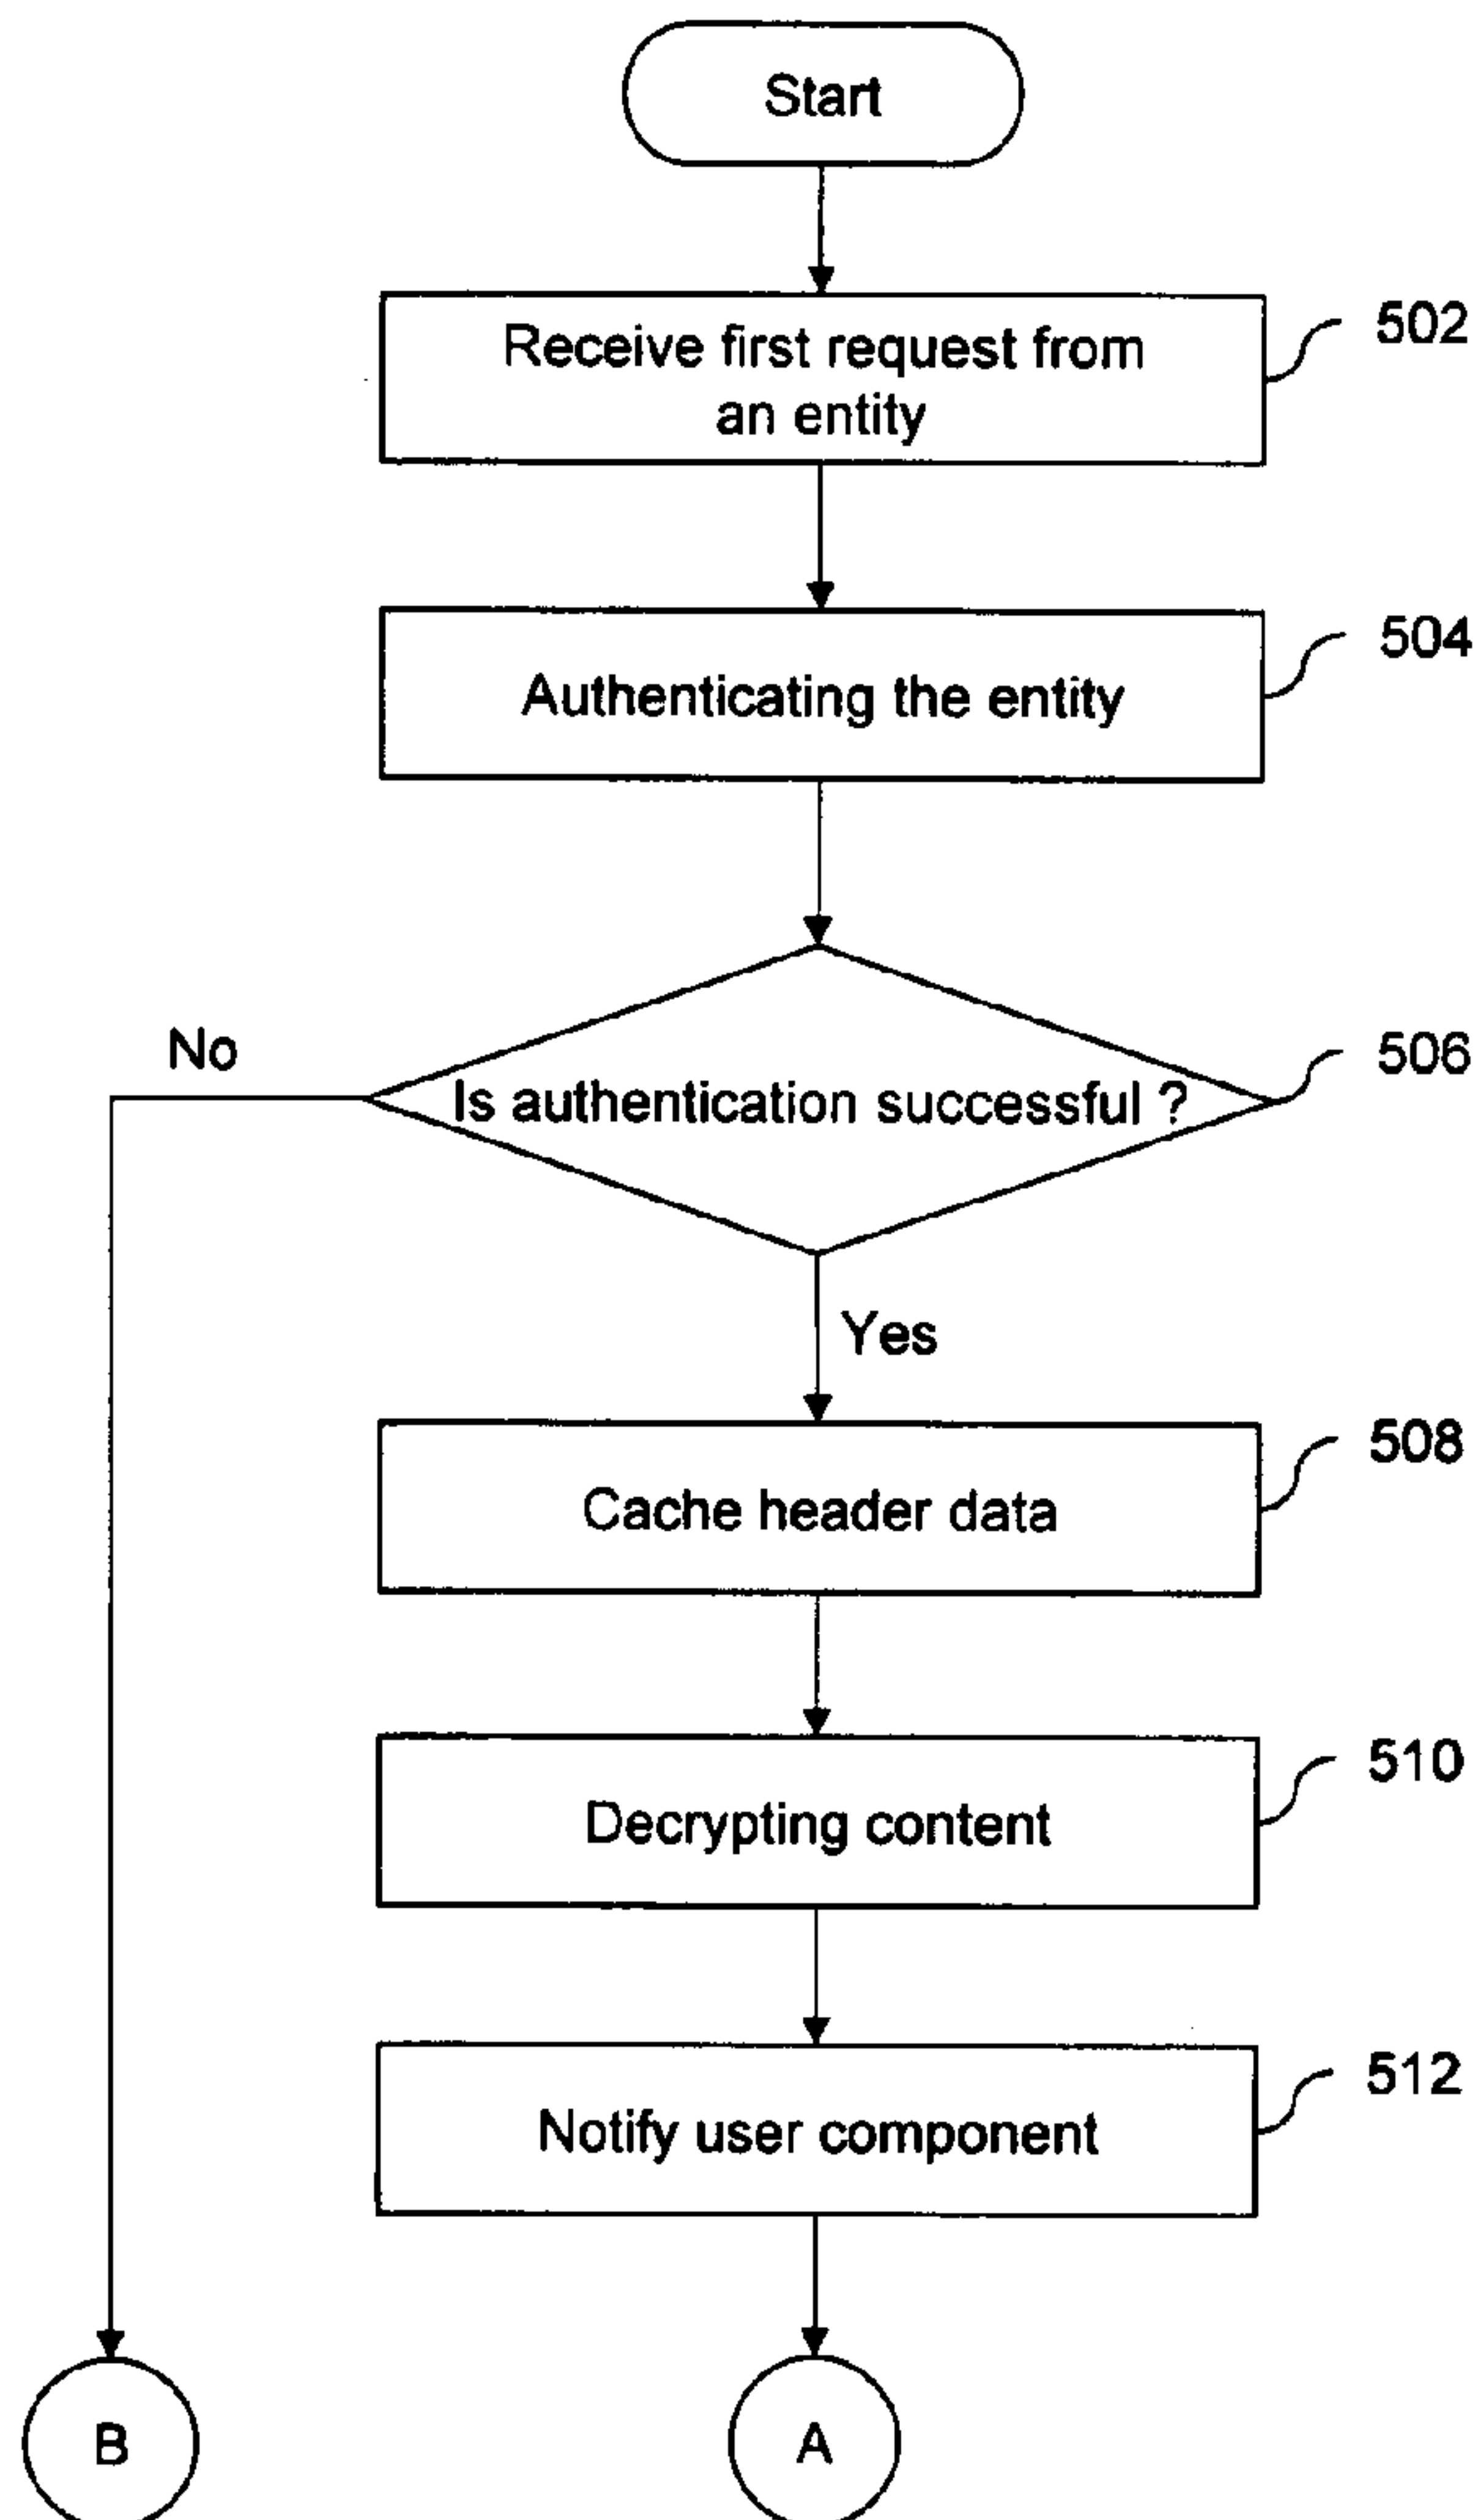 Start
Receive first request from
an entity
502
Authenticating the entity
504
No
Is authentication successful ?
506
Yes
Cache header data
508
Decrypting content
510
Notify user component
512
B
A